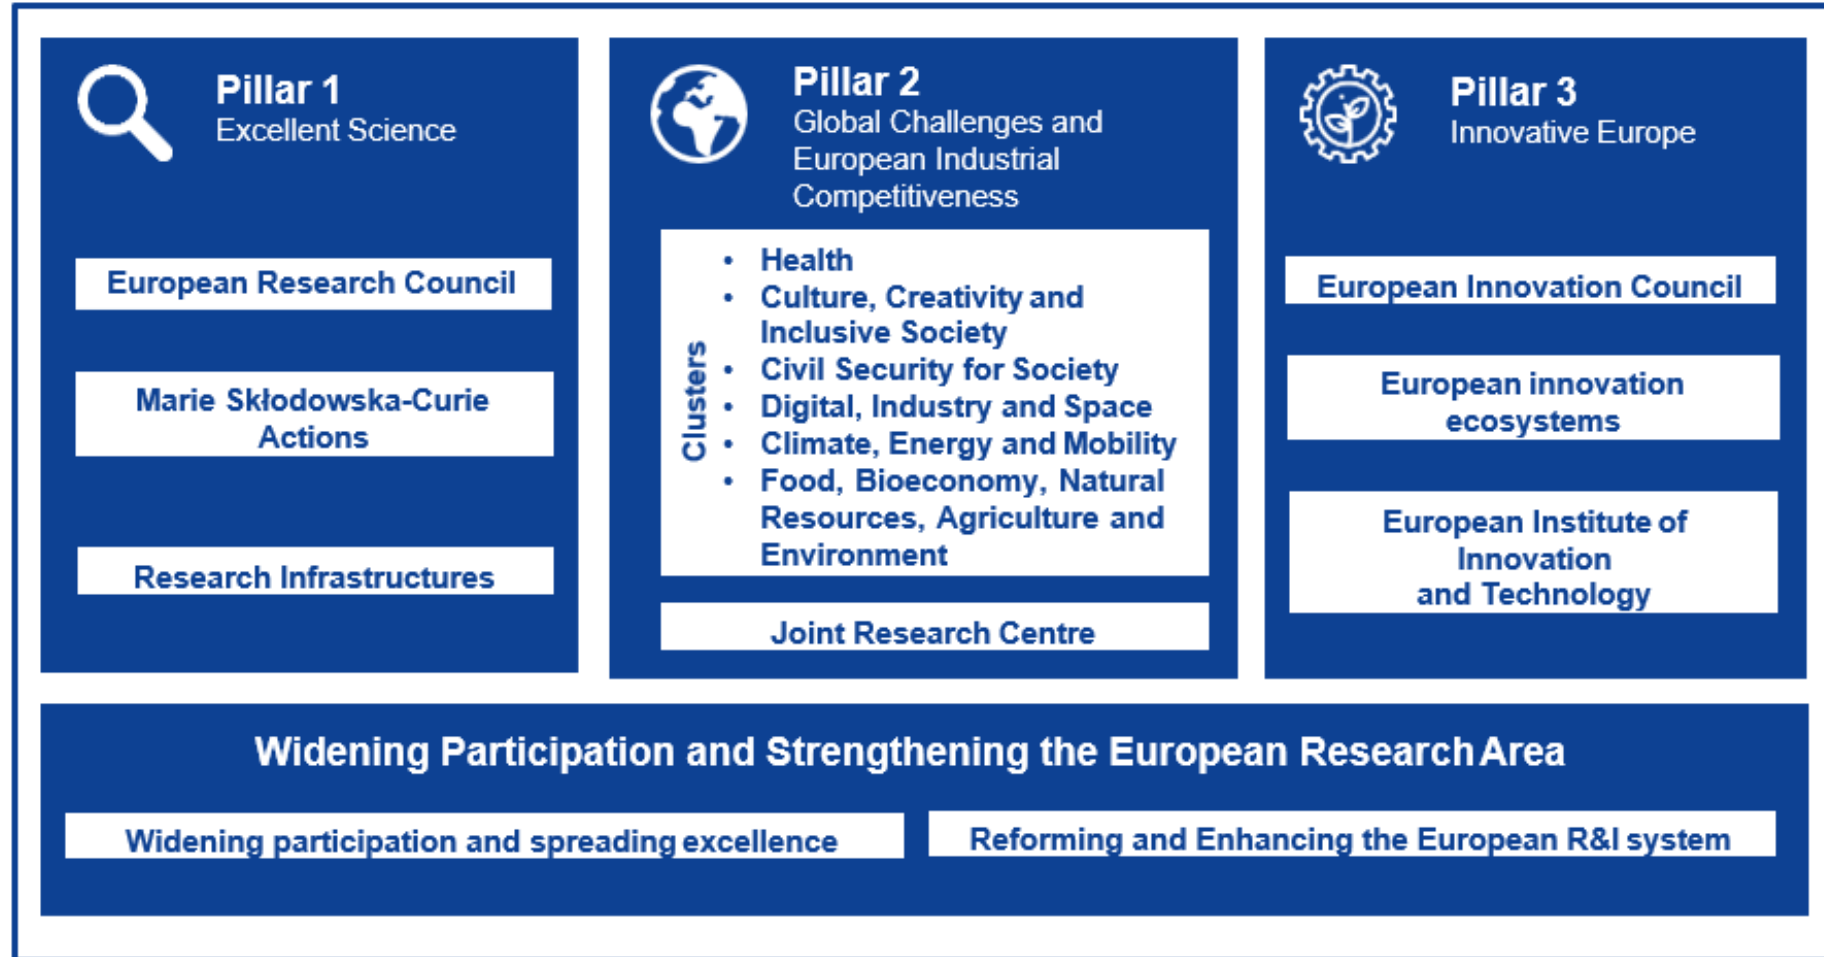 Pillar 1
Excellent Science
European Research Council
Marie Skłodowska-Curie
Actions
Research Infrastructures
Pillar 2
Global Challenges and
European Industrial
Competitiveness
Clusters
• Health
• Culture, Creativity and
Inclusive Society
• Civil Security for Society
• Digital, Industry and Space
• Climate, Energy and Mobility
• Food, Bioeconomy, Natural
Resources, Agriculture and
Environment
Joint Research Centre
Pillar 3
Innovative Europe
European Innovation Council
European innovation
ecosystems
European Institute of
Innovation
and Technology
Widening Participation and Strengthening the European Research Area
Widening participation and spreading excellence
Reforming and Enhancing the European R&I system